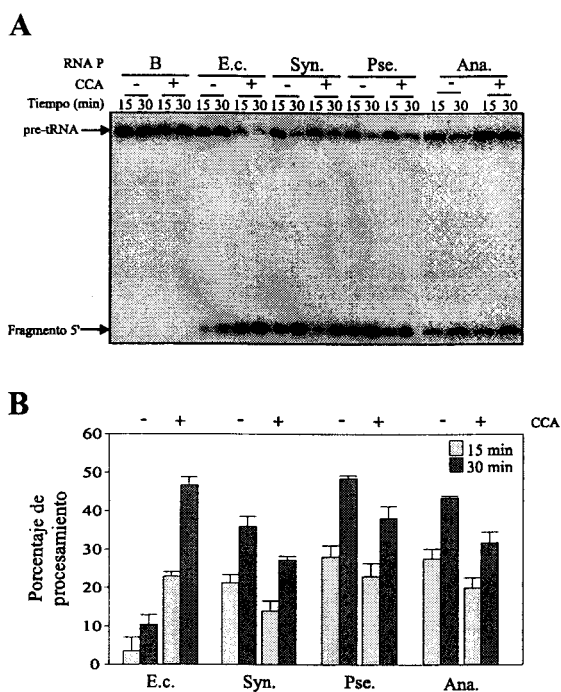 A
RNA P B E.c. Syn. Pse. Ana.
CCA - + - + - + - + - +
Tiempo (min) 15 30 15 30 15 30 15 30 15 30 15 30 15 30 15 30 15 30 15 30
pre-tRNA
Fragmento 5'
B
- + - + - + - + CCA
60
50
40
30
20
10
0
Porcentaje de
procesamiento
15 min
30 min
E.c. Syn. Pse. Ana.